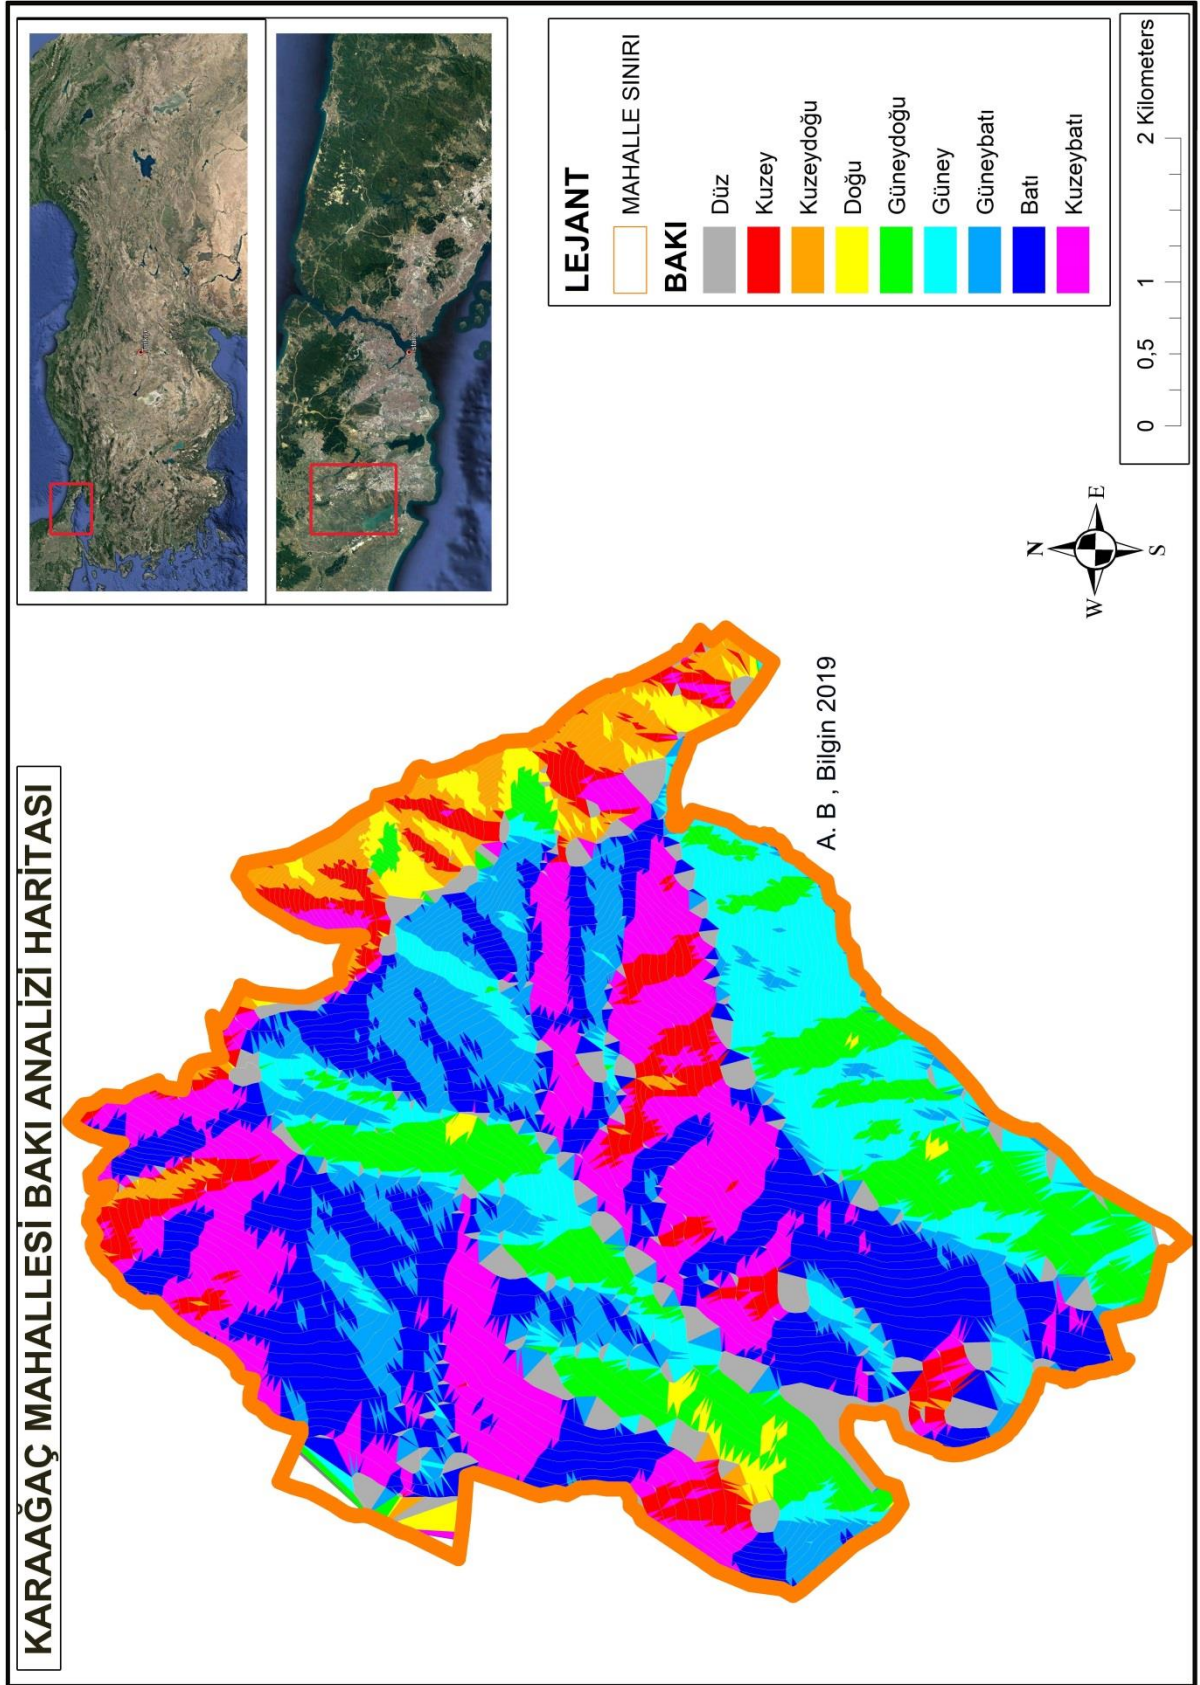 KARAAĞAÇ MAHALLESİ BAKI ANALİZİ HARİTASI
LEJANT
MAHALLE SINIRI
BAKI
Düz
Kuzey
Kuzeydoğu
Doğu
Güneydoğu
Güney
Güneybatı
Batı
Kuzeybatı
A. B , Bilgin 2019
N
W
E
S
0 0,5 1 2 Kilometers